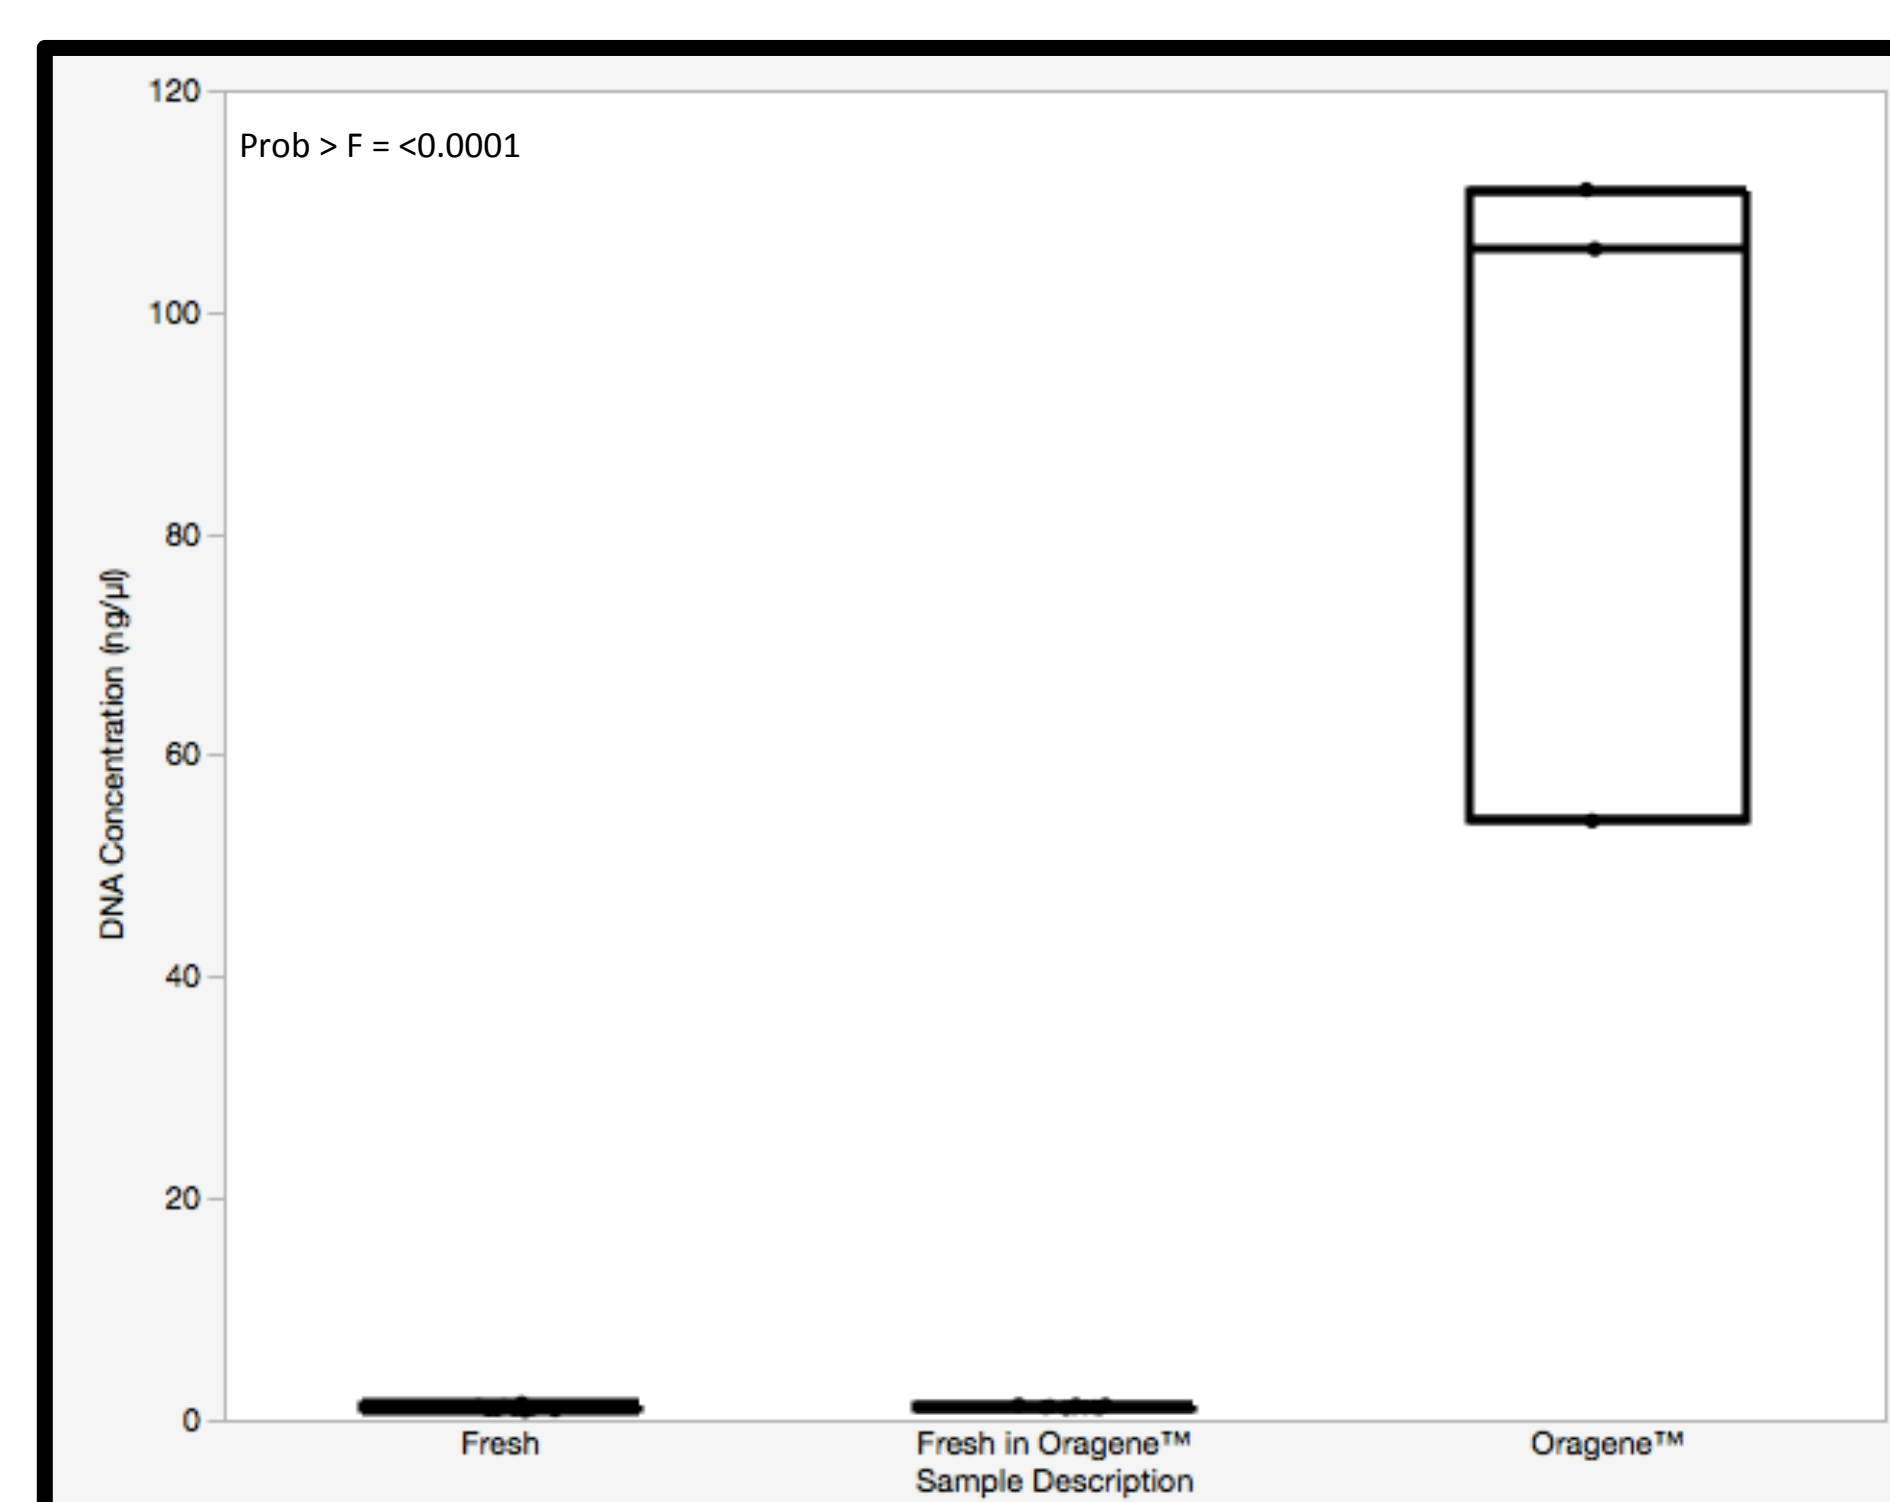 120
Prob > F = <0.0001
100
80
60
DNA Concentration (ng/µl)
40
20
0
Fresh
Fresh in Oragene™
Oragene™
Sample Description